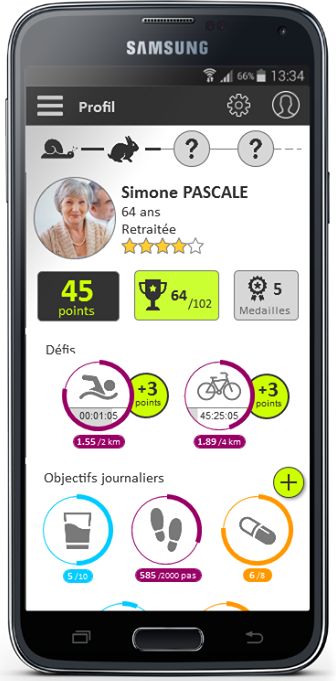 SAMSUNG
66% 13:34
Profil
? ?
Simone PASCALE
64 ans
Retraitée
45
points
64 /102
5
Medailles
Défis
+3
points
00:01:05
1.55 /2 km
+3
points
45:25:05
1.89 /4 km
Objectifs journaliers
+
5 /10
585 /2000 pas
6 /8